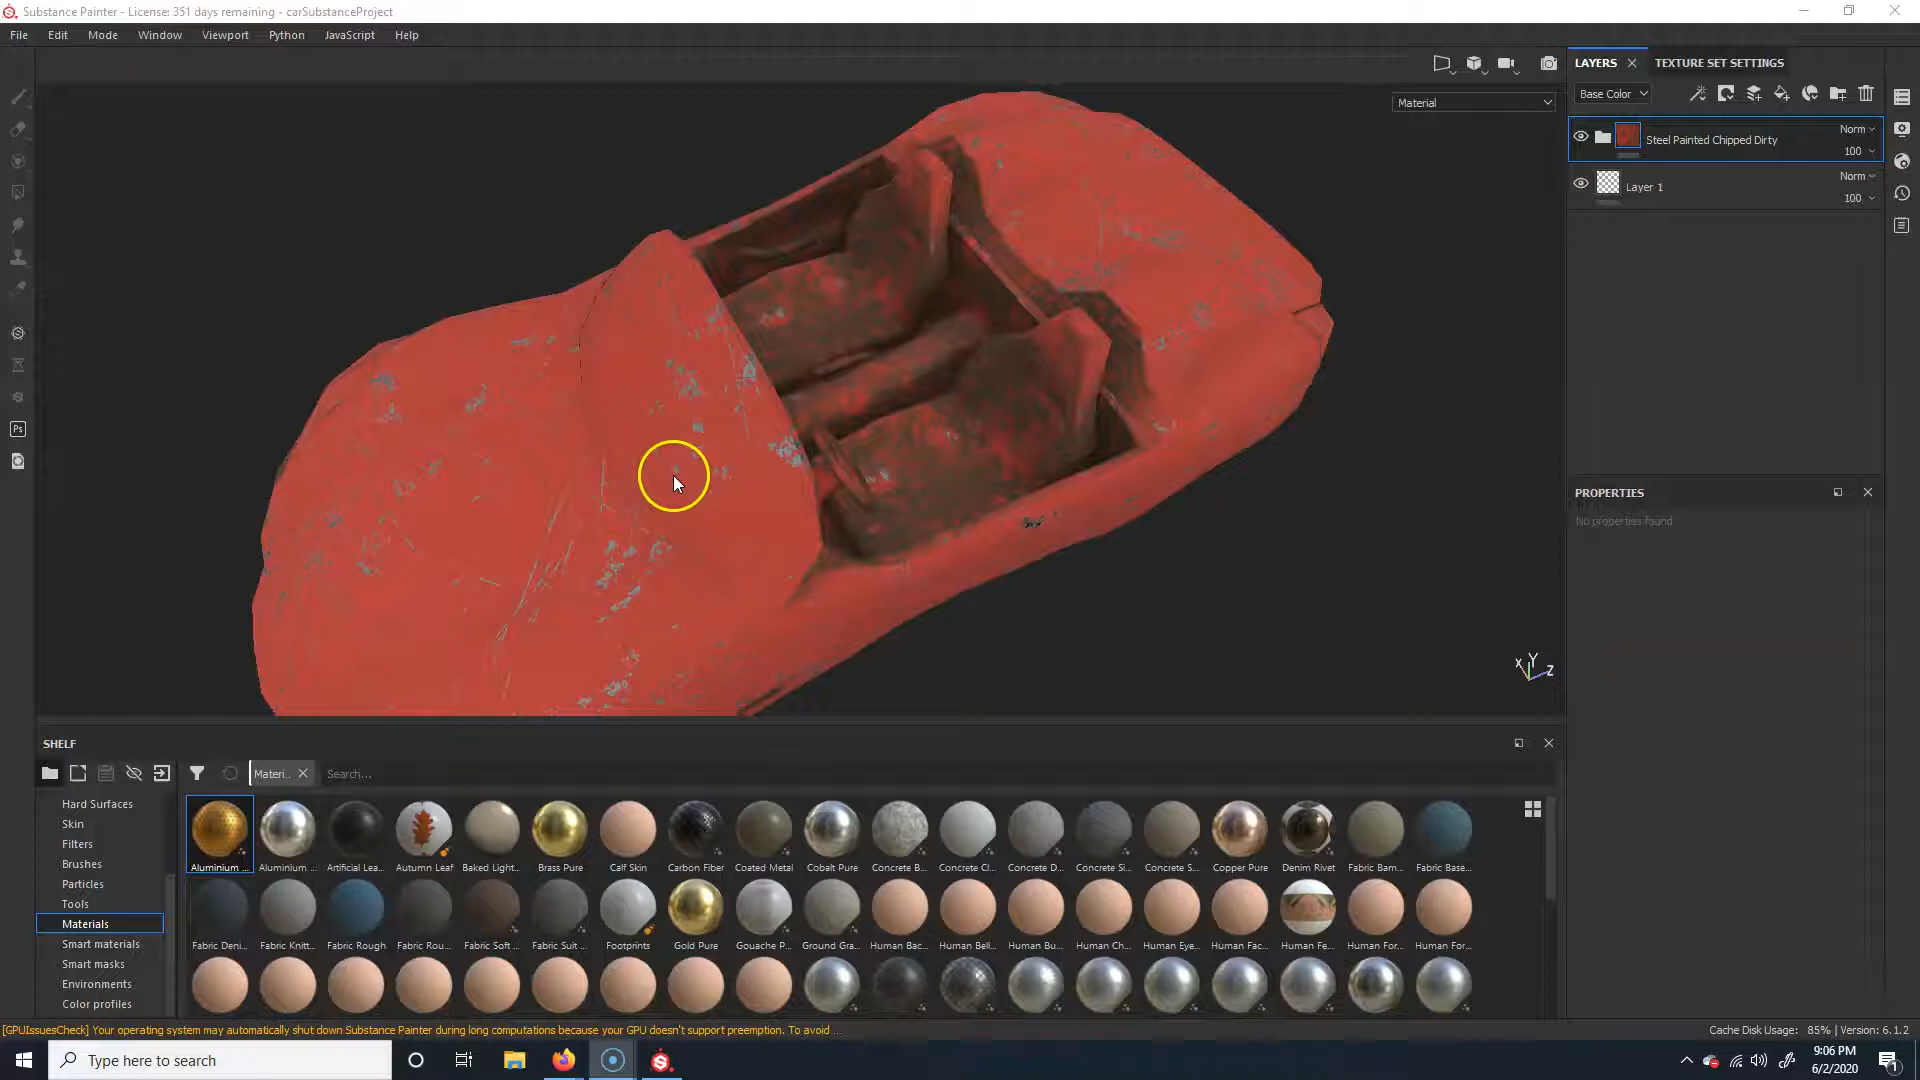 Substance Painter - License: 351 days remaining - carSubstanceProject
File Edit Mode Window Viewport Python JavaScript Help
LAYERS TEXTURE SET SETTINGS
Base Color
Material
Steel Painted Chipped Dirty
Norm
100
Layer 1
Norm
100
PROPERTIES
No properties found
Ps
X Y Z
SHELF
Materi.. Search...
Hard Surfaces
Skin
Filters
Brushes
Particles
Tools
Materials
Smart materials
Smart masks
Environments
Color profiles
Aluminium ... Aluminium ... Artificial Lea... Autumn Leaf Baked Light... Brass Pure Calf Skin Carbon Fiber Coated Metal Cobalt Pure Concrete B... Concrete Cl... Concrete D... Concrete Si... Concrete S... Copper Pure Denim Rivet Fabric Bam... Fabric Base...
Fabric Deni... Fabric Knitt... Fabric Rough Fabric Rou... Fabric Soft ... Fabric Suit ... Footprints Gold Pure Gouache P... Ground Gra... Human Bac... Human Bell... Human Bu... Human Ch... Human Eye... Human Fac... Human Fe... Human For... Human For...
[GPUIssuesCheck] Your operating system may automatically shut down Substance Painter during long computations because your GPU doesn't support preemption. To avoid ...
Cache Disk Usage: 85% | Version: 6.1.2
Type here to search
9:06 PM
6/2/2020
1